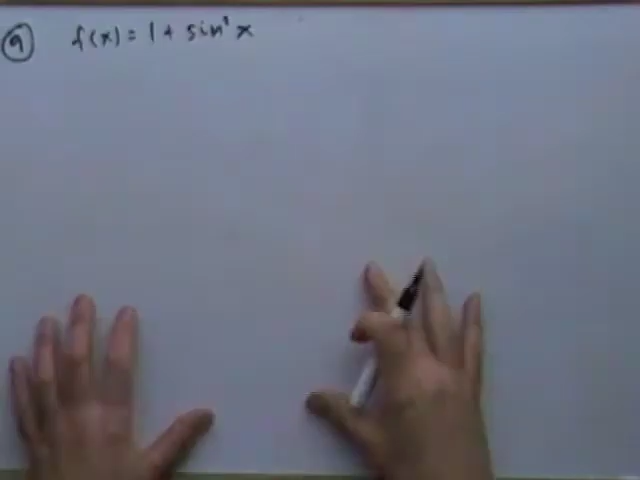 9 f(x) = 1 + sin² x